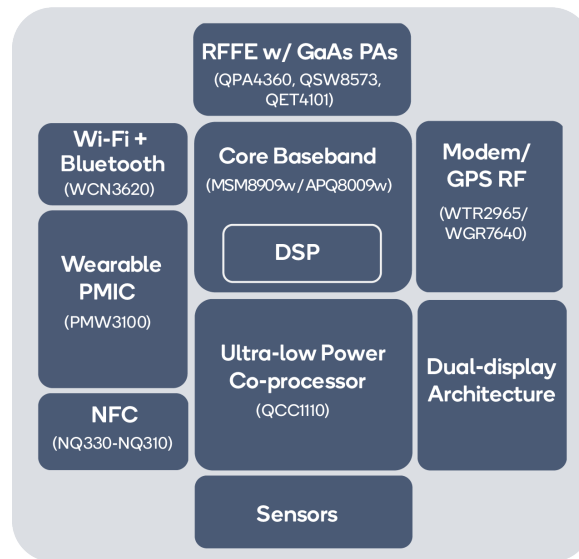 RFFE w/ GaAs PAs
(QPA4360, QSW8573,
QET4101)
Wi-Fi +
Bluetooth
(WCN3620)
Core Baseband
(MSM8909w/APQ8009w)
DSP
Modem/
GPS RF
(WTR2965/
WGR7640)
Wearable
PMIC
(PMW3100)
Ultra-low Power
Co-processor
(QCC1110)
Dual-display
Architecture
NFC
(NQ330-NQ310)
Sensors